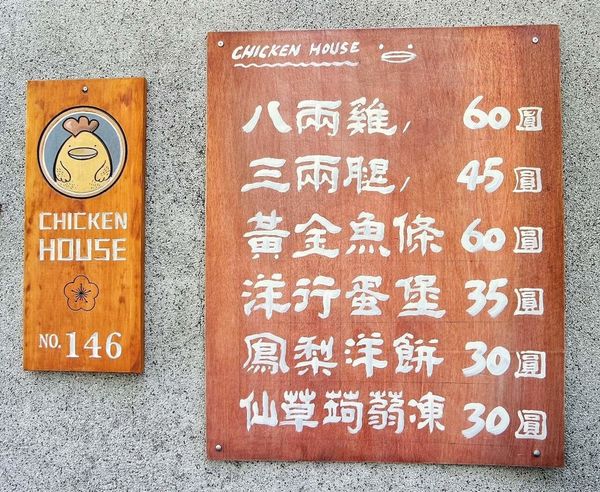 CHICKEN
HOUSE
NO. 146
CHICKEN HOUSE
八兩雞, 60圓
三兩腿, 45圓
黃金魚條 60圓
洋行蛋堡 35圓
鳳梨洋餅 30圓
仙草蒟蒻凍 30圓